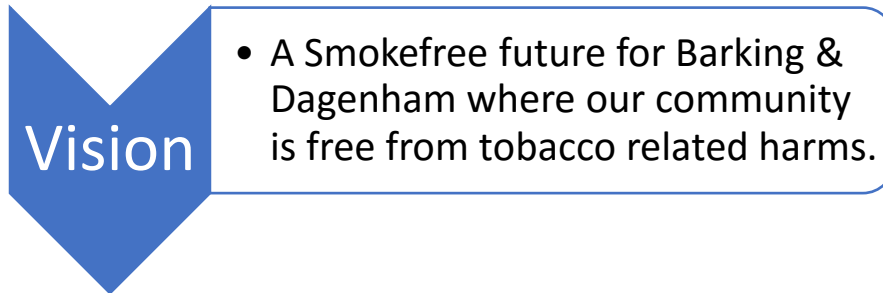 Vision
• A Smokefree future for Barking &
Dagenham where our community
is free from tobacco related harms.